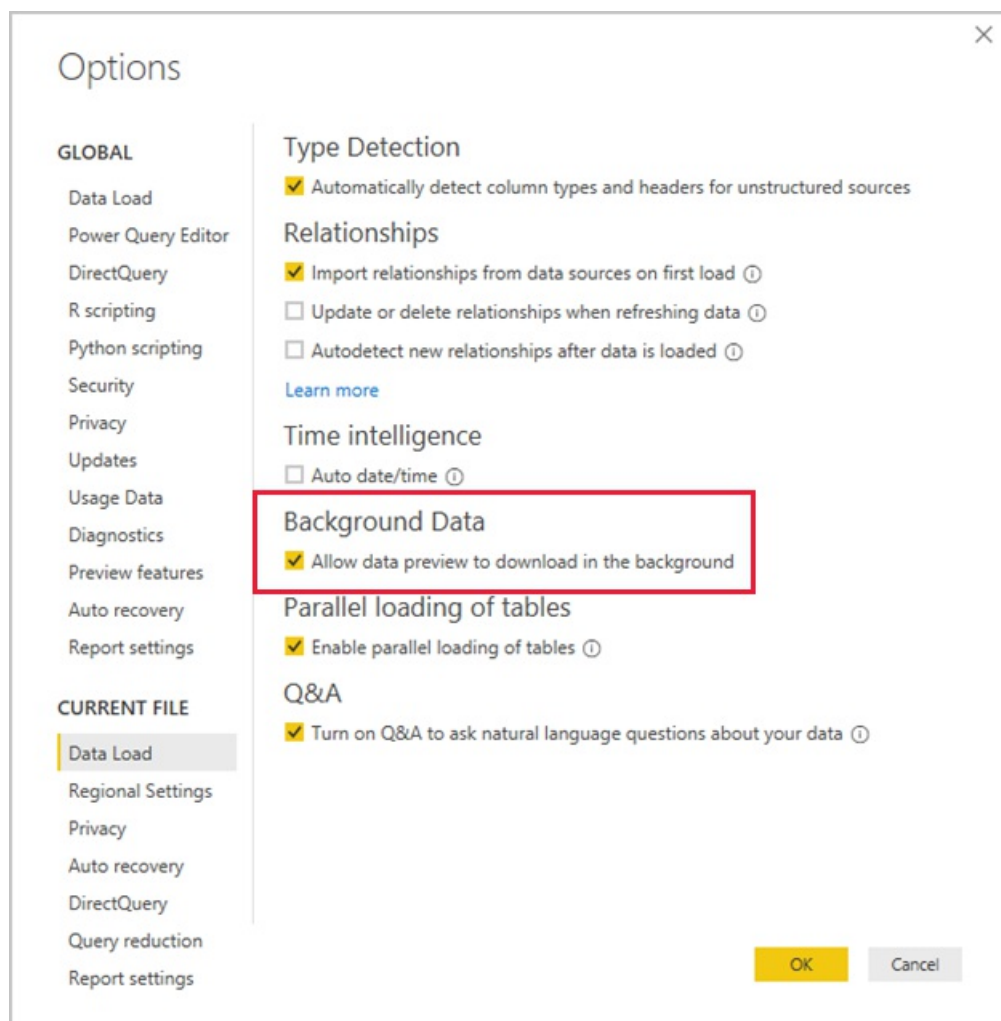 Options
GLOBAL
Data Load
Power Query Editor
DirectQuery
R scripting
Python scripting
Security
Privacy
Updates
Usage Data
Diagnostics
Preview features
Auto recovery
Report settings
CURRENT FILE
Data Load
Regional Settings
Privacy
Auto recovery
DirectQuery
Query reduction
Report settings
Type Detection
Automatically detect column types and headers for unstructured sources
Relationships
Import relationships from data sources on first load
Update or delete relationships when refreshing data
Autodetect new relationships after data is loaded
Learn more
Time intelligence
Auto date/time
Background Data
Allow data preview to download in the background
Parallel loading of tables
Enable parallel loading of tables
Q&A
Turn on Q&A to ask natural language questions about your data
OK
Cancel